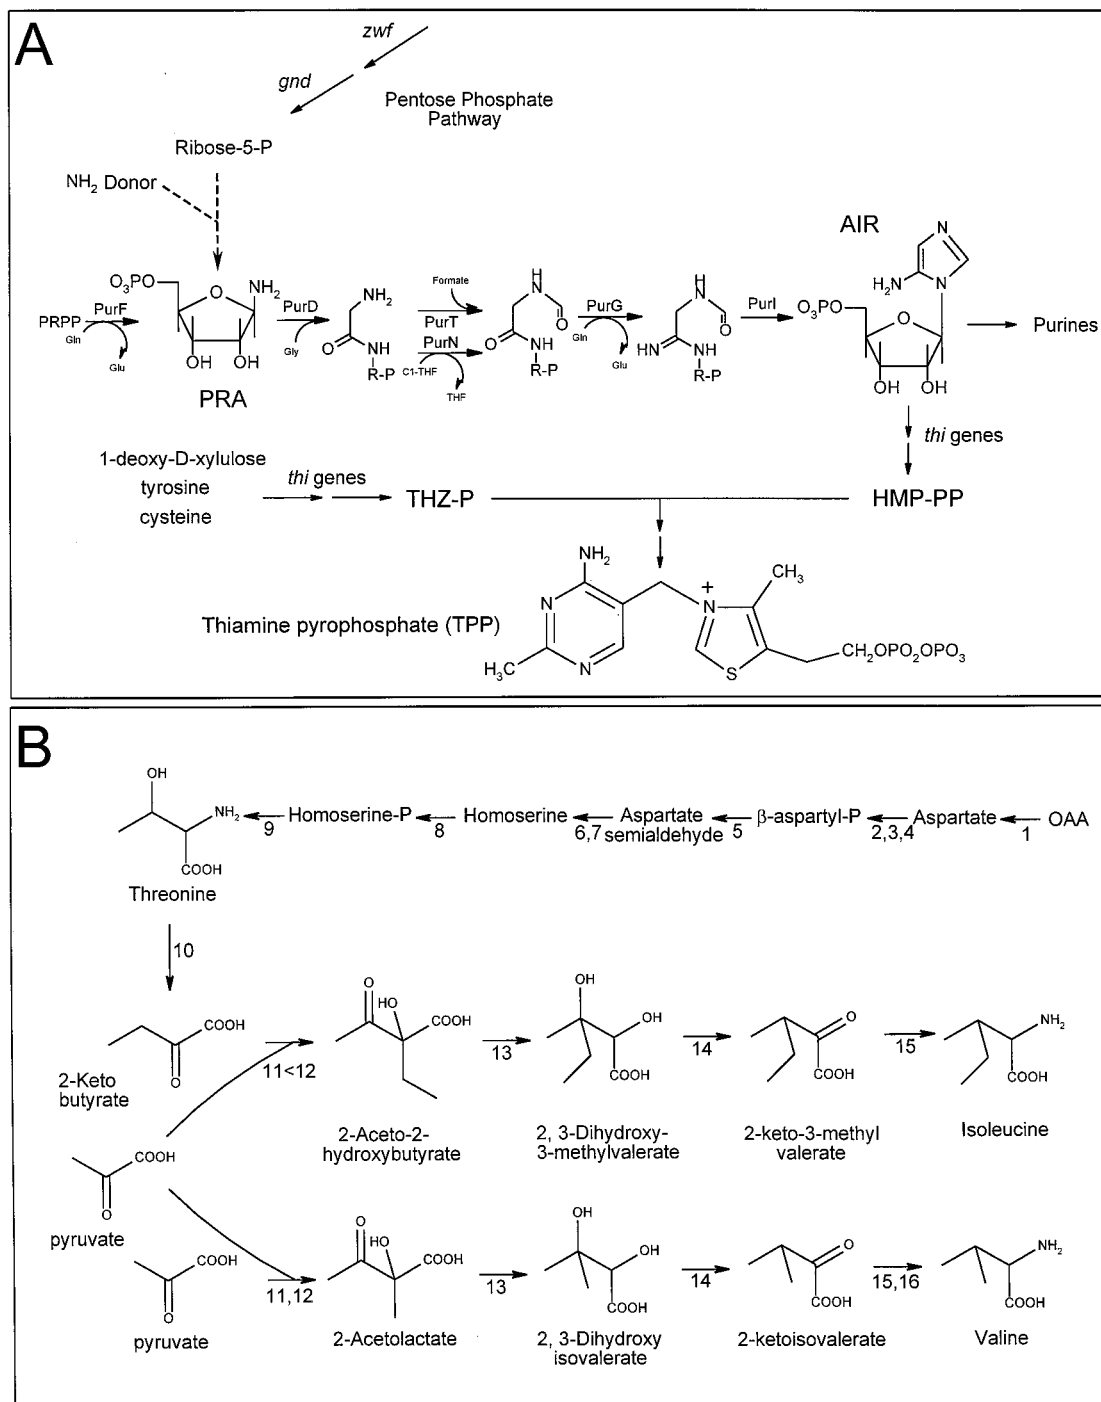 A
zwf
gnd
Pentose Phosphate
Pathway
Ribose-5-P
NH2 Donor
AIR
N
H2N
N
O3PO
O
NH2
OH OH
PRA
PRPP
PurF
Gln
Glu
PurD
Gly
NH2
O
NH
R-P
Formate
PurT
PurN
C1-THF
THF
H
N
O
O
NH
R-P
PurG
Gln
Glu
H
N
O
HN
NH
R-P
PurI
O3PO
O
OH OH
Purines
thi genes
1-deoxy-D-xylulose
tyrosine
cysteine
thi genes
THZ-P
HMP-PP
NH2
N
N
H3C
+
N
S
CH3
CH2OPO2OPO3
Thiamine pyrophosphate (TPP)
B
OH
NH2
COOH
Threonine
9
Homoserine-P
8
Homoserine
6,7
Aspartate
semialdehyde
5
β-aspartyl-P
2,3,4
Aspartate
1
OAA
10
COOH
O
2-Keto
butyrate
11<12
O
HO
COOH
2-Aceto-2-
hydroxybutyrate
13
OH
OH
COOH
2, 3-Dihydroxy-
3-methylvalerate
14
O
COOH
2-keto-3-methyl
valerate
15
NH2
COOH
Isoleucine
COOH
O
pyruvate
COOH
O
pyruvate
11,12
O
HO
COOH
2-Acetolactate
13
OH
OH
COOH
2, 3-Dihydroxy
isovalerate
14
O
COOH
2-ketoisovalerate
15,16
NH2
COOH
Valine